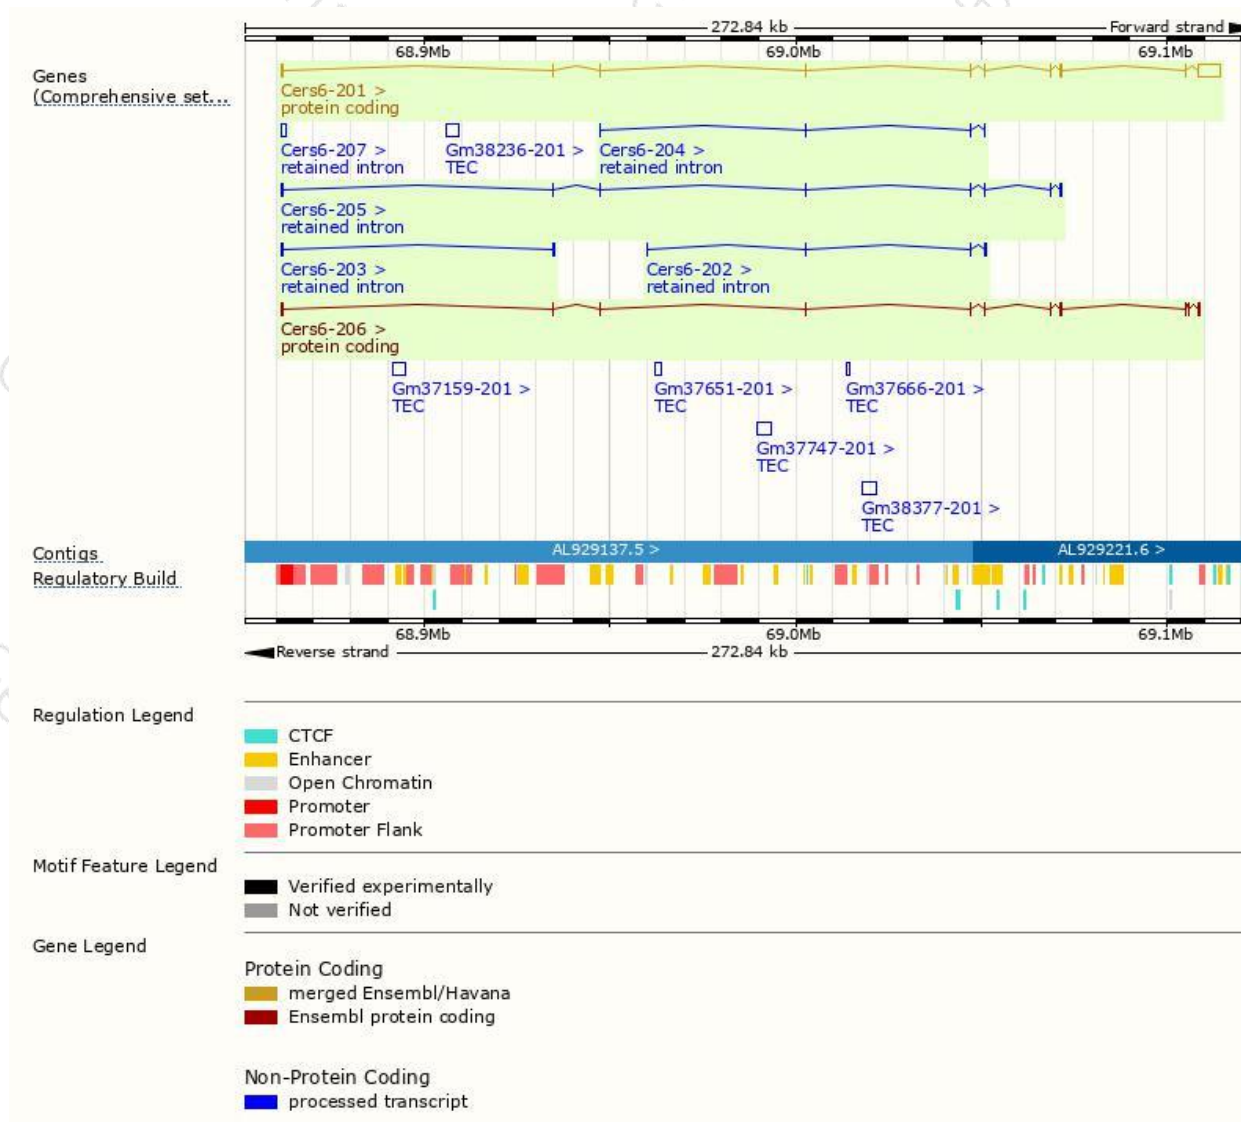 272.84 kb Forward strand
68.9Mb 69.0Mb 69.1Mb
Genes
(Comprehensive set...
Cers6-201 >
protein coding
Cers6-207 > Gm38236-201 > Cers6-204 >
retained intron TEC retained intron
Cers6-205 >
retained intron
Cers6-203 > Cers6-202 >
retained intron retained intron
Cers6-206 >
protein coding
Gm37159-201 > Gm37651-201 > Gm37666-201 >
TEC TEC TEC
Gm37747-201 >
TEC
Gm38377-201 >
TEC
Contigs AL929137.5 > AL929221.6 >
Regulatory Build
68.9Mb 69.0Mb 69.1Mb
Reverse strand 272.84 kb
Regulation Legend
CTCF
Enhancer
Open Chromatin
Promoter
Promoter Flank
Motif Feature Legend
Verified experimentally
Not verified
Gene Legend
Protein Coding
merged Ensembl/Havana
Ensembl protein coding
Non-Protein Coding
processed transcript